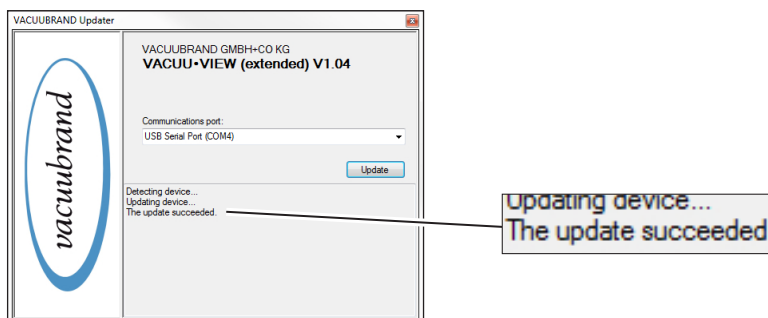 VACUUBRAND Updater
vacuubrand
VACUUBRAND GMBH+CO KG
VACUU•VIEW (extended) V1.04
Communications port:
USB Serial Port (COM4)
Update
Detecting device...
Updating device...
The update succeeded.
Updating device...
The update succeeded